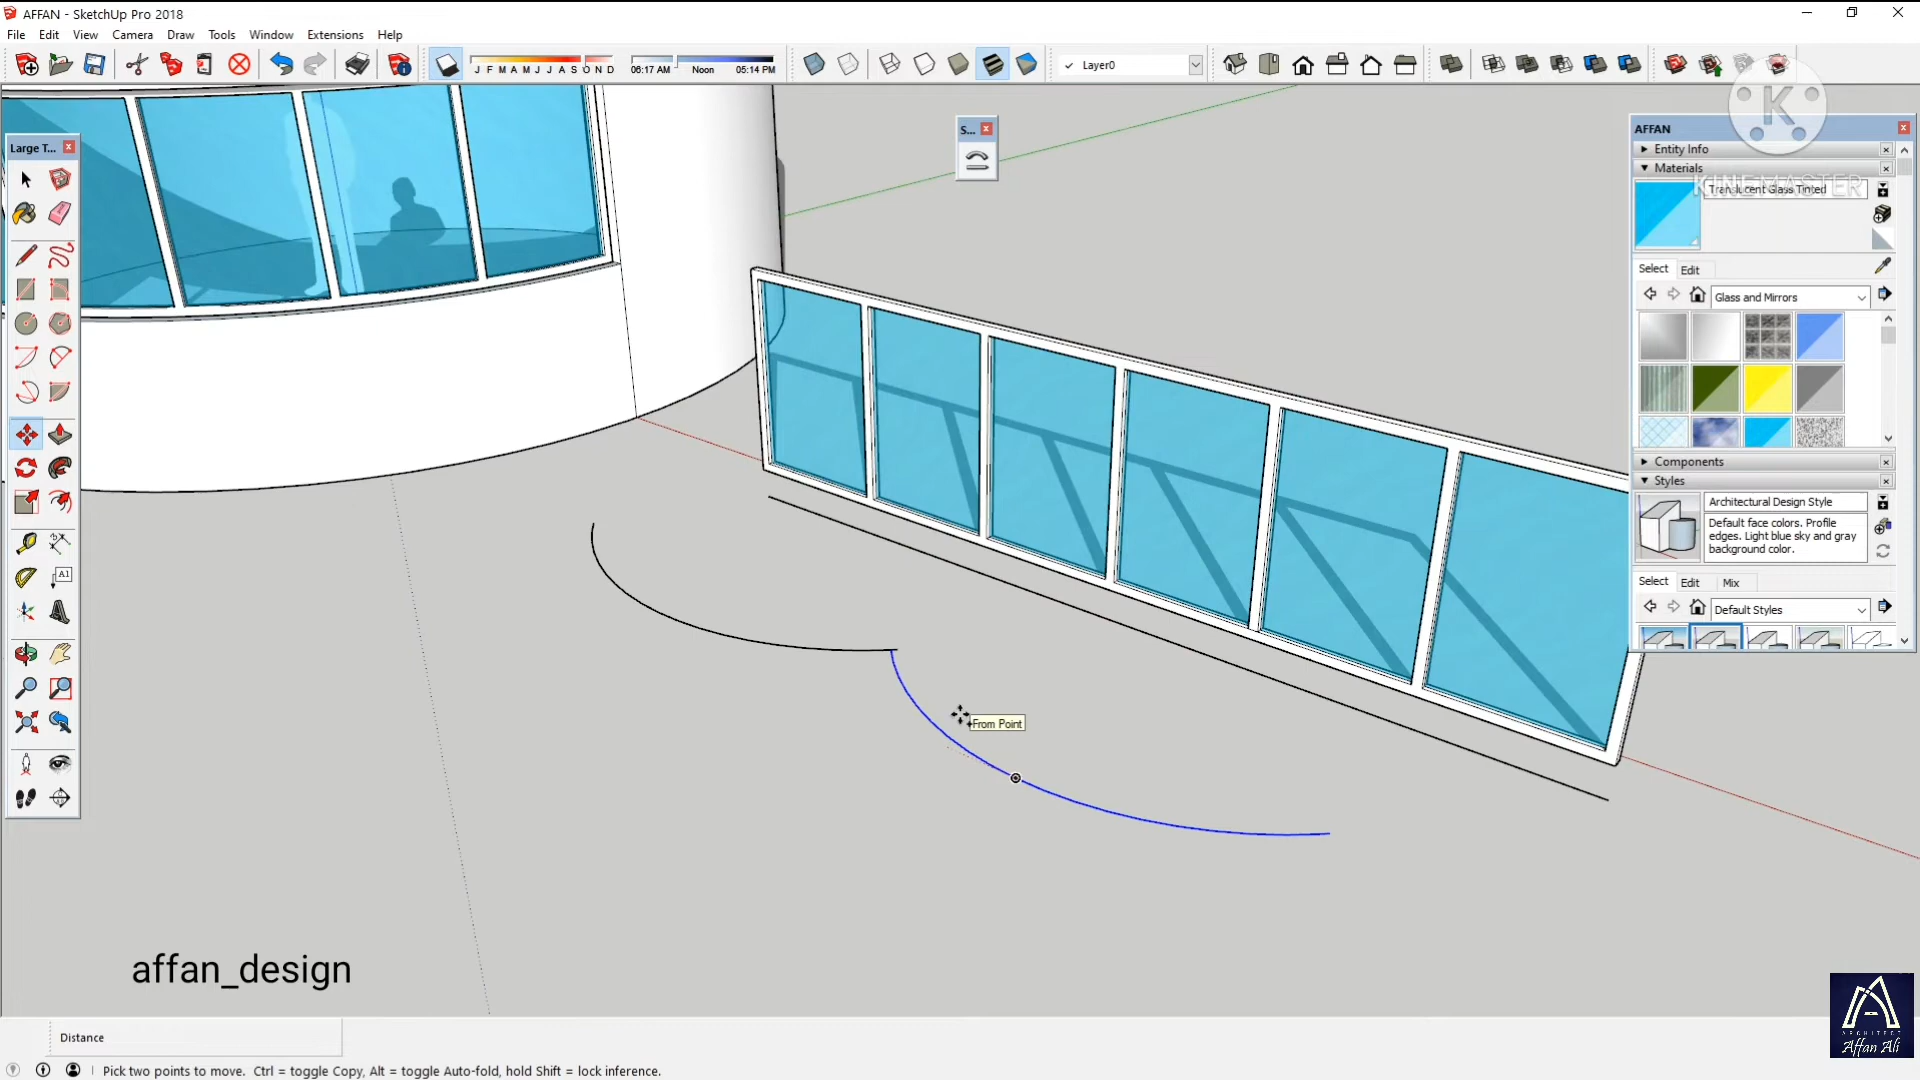 AFFAN - SketchUp Pro 2018
File Edit View Camera Draw Tools Window Extensions Help
J F M A M J J A S O N D
06:17 AM Noon 05:14 PM
Layer0
Large T...
S...
From Point
A1
AFFAN
Entity Info
Materials
KINEMASTER
Translucent Glass Tinted
Select Edit
Glass and Mirrors
Components
Styles
Architectural Design Style
Default face colors. Profile
edges. Light blue sky and gray
background color.
Select Edit Mix
Default Styles
affan_design
ARCHITECT
Affan Ali
Distance
Pick two points to move. Ctrl = toggle Copy, Alt = toggle Auto-fold, hold Shift = lock inference.